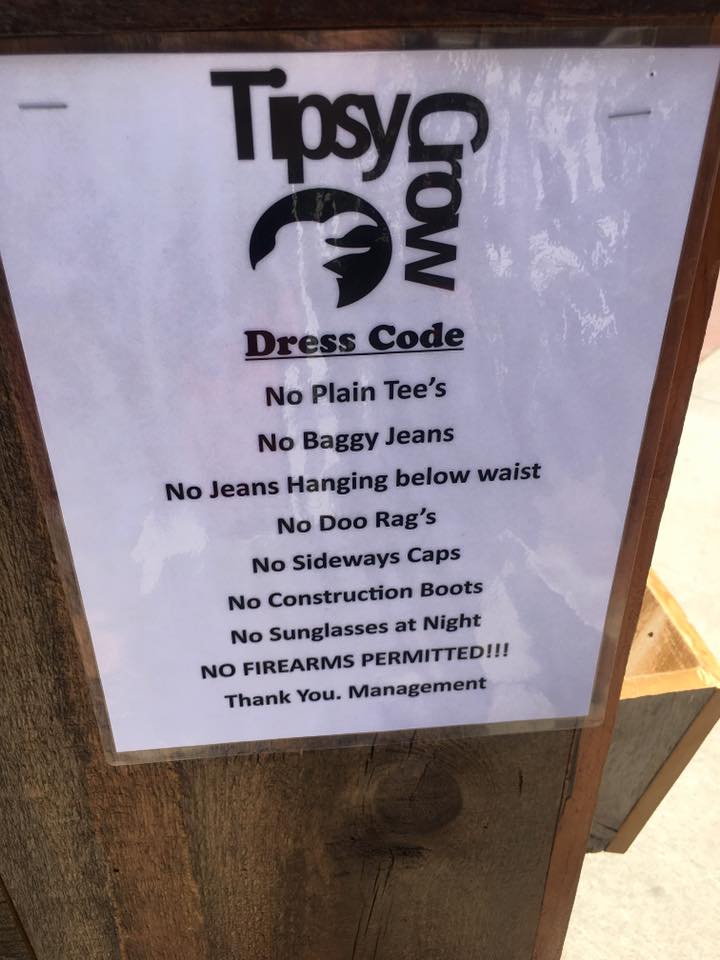 Tipsy
Crow
Dress Code
No Plain Tee's
No Baggy Jeans
No Jeans Hanging below waist
No Doo Rag's
No Sideways Caps
No Construction Boots
No Sunglasses at Night
NO FIREARMS PERMITTED!!!
Thank You. Management